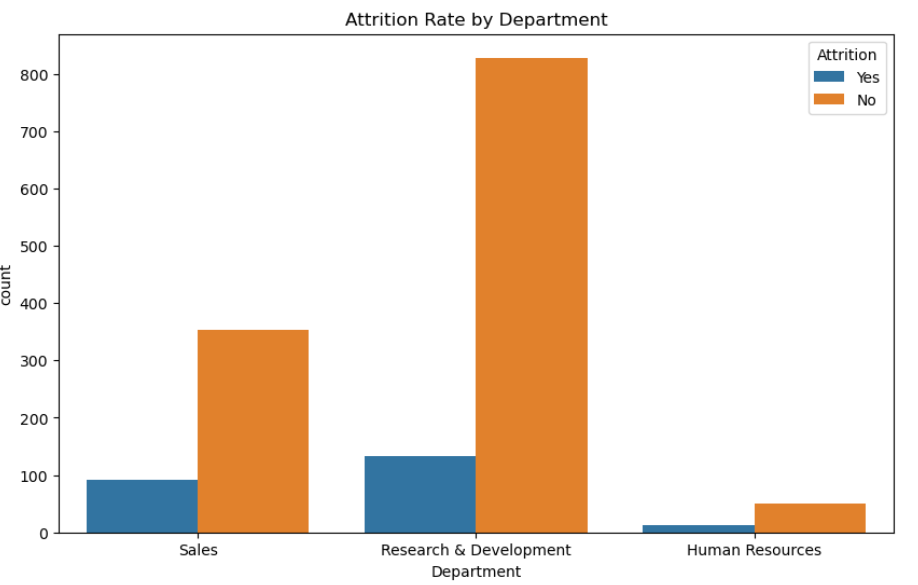 Attrition Rate by Department
Attrition
Yes
No
800
700
600
500
400
300
200
100
0
count
Sales
Research & Development
Human Resources
Department